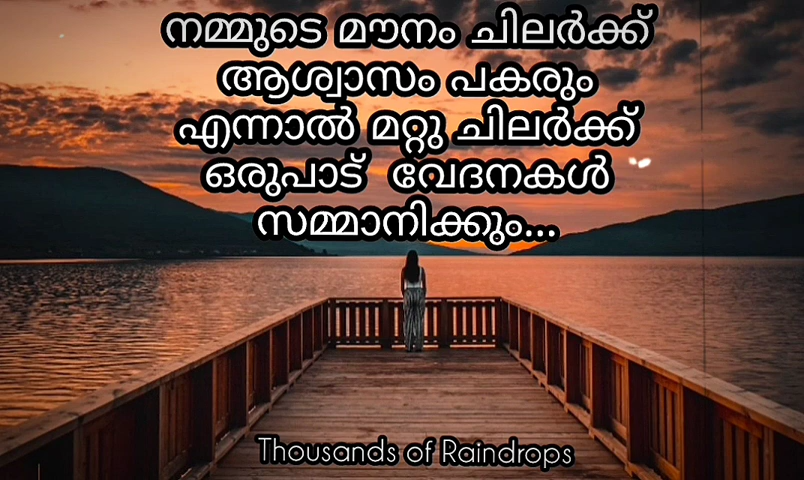 നമ്മുടെ മൗനം ചിലർക്ക്
ആശ്വാസം പകരും
എന്നാൽ മറ്റു ചിലർക്ക്
ഒരുപാട് വേദനകൾ
സമ്മാനിക്കും...
Thousands of Raindrops